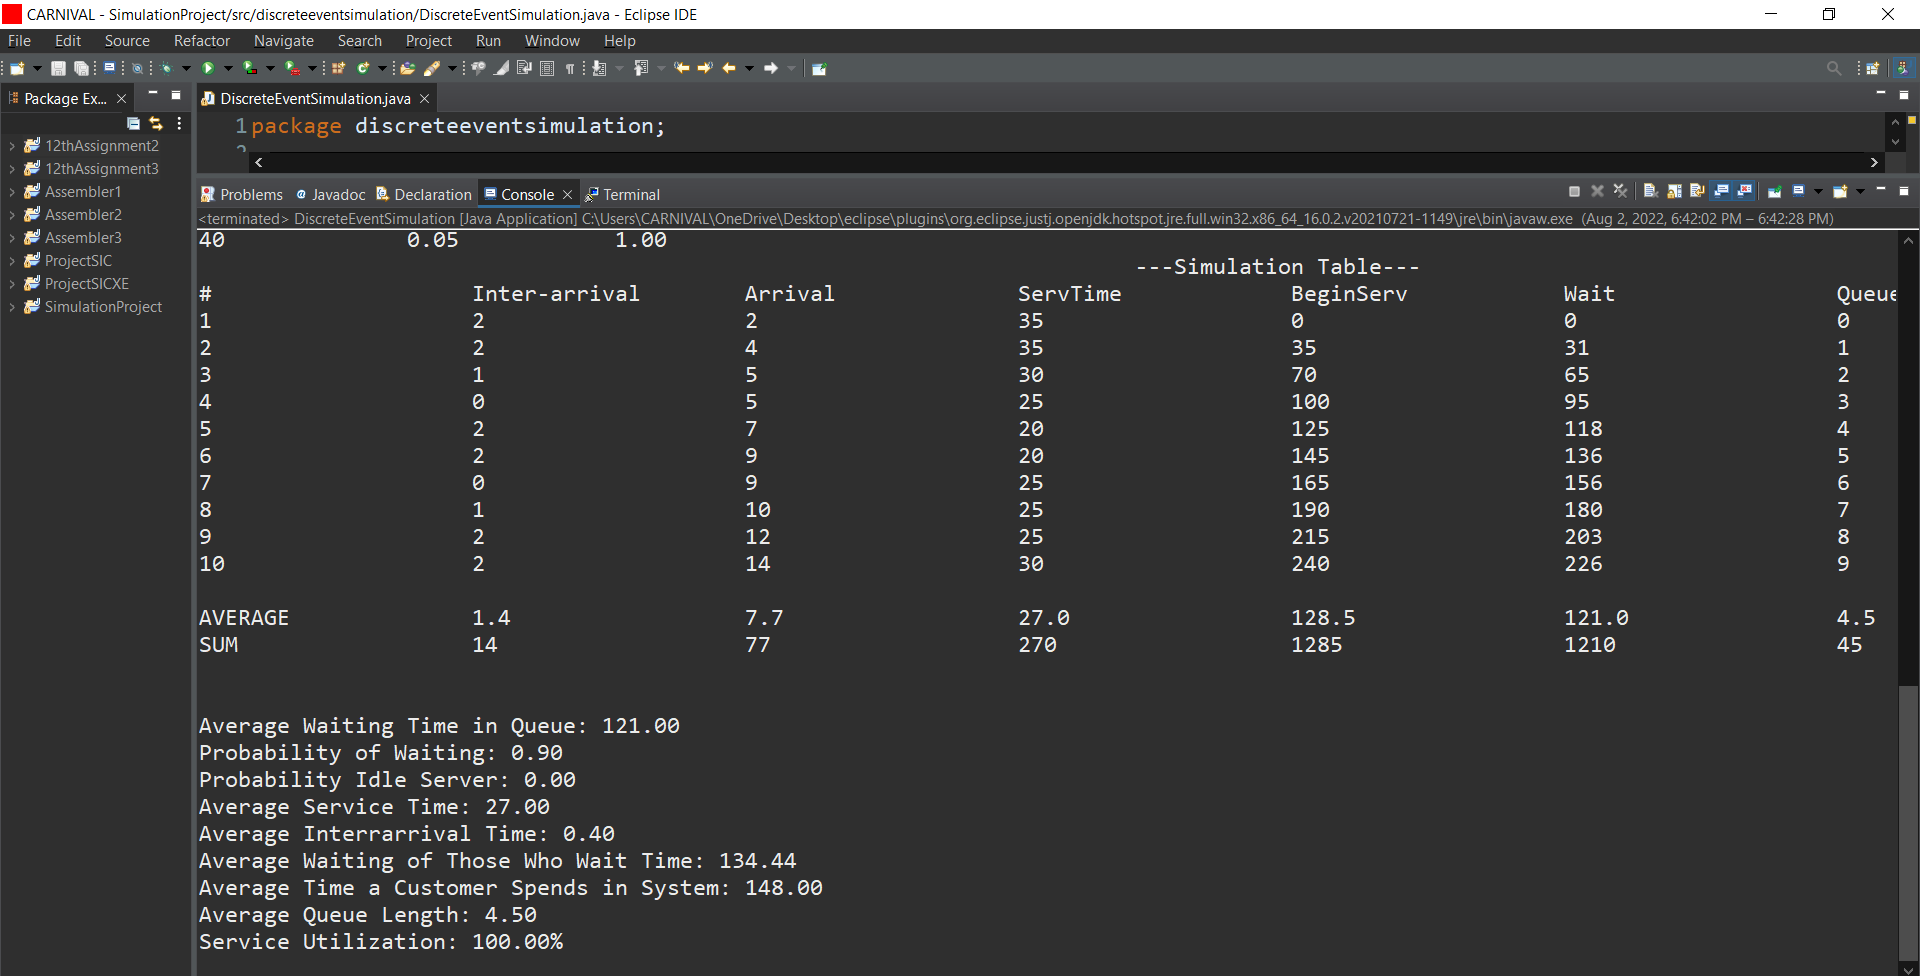 CARNIVAL - SimulationProject/src/discreteeventsimulation/DiscreteEventSimulation.java - Eclipse IDE
File Edit Source Refactor Navigate Search Project Run Window Help
Package Ex...
DiscreteEventSimulation.java
12thAssignment2
12thAssignment3
Assembler1
Assembler2
Assembler3
ProjectSIC
ProjectSICXE
SimulationProject
1 package discreteeventsimulation;
Problems Javadoc Declaration Console Terminal
<terminated> DiscreteEventSimulation [Java Application] C:\Users\CARNIVAL\OneDrive\Desktop\eclipse\plugins\org.eclipse.justj.openjdk.hotspot.jre.full.win32.x86_64_16.0.2.v20210721-1149\jre\bin\javaw.exe (Aug 2, 2022, 6:42:02 PM – 6:42:28 PM)
40 0.05 1.00
---Simulation Table---
# Inter-arrival Arrival ServTime BeginServ Wait Queue
1 2 2 35 0 0 0
2 2 4 35 35 31 1
3 1 5 30 70 65 2
4 0 5 25 100 95 3
5 2 7 20 125 118 4
6 2 9 20 145 136 5
7 0 9 25 165 156 6
8 1 10 25 190 180 7
9 2 12 25 215 203 8
10 2 14 30 240 226 9
AVERAGE 1.4 7.7 27.0 128.5 121.0 4.5
SUM 14 77 270 1285 1210 45
Average Waiting Time in Queue: 121.00
Probability of Waiting: 0.90
Probability Idle Server: 0.00
Average Service Time: 27.00
Average Interrarrival Time: 0.40
Average Waiting of Those Who Wait Time: 134.44
Average Time a Customer Spends in System: 148.00
Average Queue Length: 4.50
Service Utilization: 100.00%